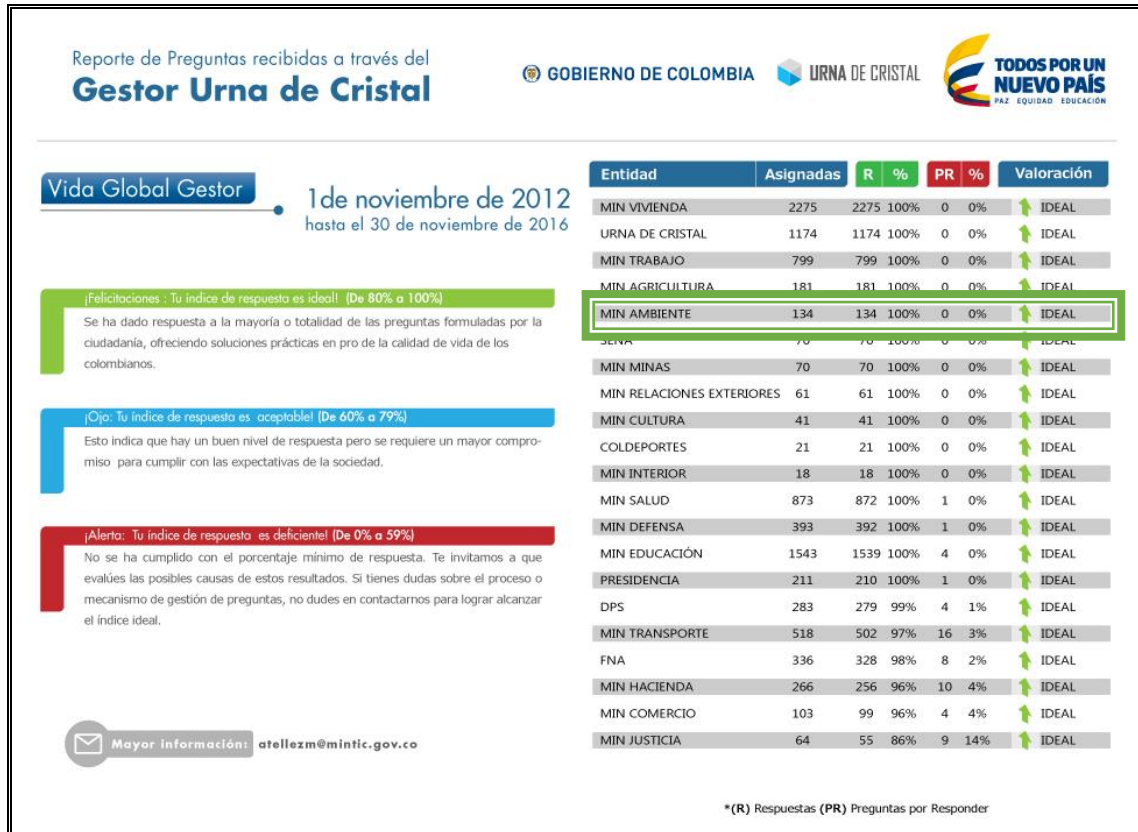 Reporte de Preguntas recibidas a través del
Gestor Urna de Cristal
GOBIERNO DE COLOMBIA
URNA DE CRISTAL
TODOS POR UN
NUEVO PAÍS
PAZ EQUIDAD EDUCACIÓN
Vida Global Gestor
1de noviembre de 2012
hasta el 30 de noviembre de 2016
¡Felicitaciones : Tu índice de respuesta es ideal! (De 80% a 100%)
Se ha dado respuesta a la mayoría o totalidad de las preguntas formuladas por la
ciudadanía, ofreciendo soluciones prácticas en pro de la calidad de vida de los
colombianos.
¡Ojo: Tu índice de respuesta es aceptable! (De 60% a 79%)
Esto indica que hay un buen nivel de respuesta pero se requiere un mayor compro-
miso para cumplir con las expectativas de la sociedad.
¡Alerta: Tu índice de respuesta es deficiente! (De 0% a 59%)
No se ha cumplido con el porcentaje mínimo de respuesta. Te invitamos a que
evalúes las posibles causas de estos resultados. Si tienes dudas sobre el proceso o
mecanismo de gestión de preguntas, no dudes en contactarnos para lograr alcanzar
el índice ideal.
Mayor información: atellezm@mintic.gov.co
Entidad Asignadas R % PR % Valoración
MIN VIVIENDA 2275 2275 100% 0 0% IDEAL
URNA DE CRISTAL 1174 1174 100% 0 0% IDEAL
MIN TRABAJO 799 799 100% 0 0% IDEAL
MIN AGRICULTURA 181 181 100% 0 0% IDEAL
MIN AMBIENTE 134 134 100% 0 0% IDEAL
SENA 70 70 100% 0 0% IDEAL
MIN MINAS 70 70 100% 0 0% IDEAL
MIN RELACIONES EXTERIORES 61 61 100% 0 0% IDEAL
MIN CULTURA 41 41 100% 0 0% IDEAL
COLDEPORTES 21 21 100% 0 0% IDEAL
MIN INTERIOR 18 18 100% 0 0% IDEAL
MIN SALUD 873 872 100% 1 0% IDEAL
MIN DEFENSA 393 392 100% 1 0% IDEAL
MIN EDUCACIÓN 1543 1539 100% 4 0% IDEAL
PRESIDENCIA 211 210 100% 1 0% IDEAL
DPS 283 279 99% 4 1% IDEAL
MIN TRANSPORTE 518 502 97% 16 3% IDEAL
FNA 336 328 98% 8 2% IDEAL
MIN HACIENDA 266 256 96% 10 4% IDEAL
MIN COMERCIO 103 99 96% 4 4% IDEAL
MIN JUSTICIA 64 55 86% 9 14% IDEAL
*(R) Respuestas (PR) Preguntas por Responder